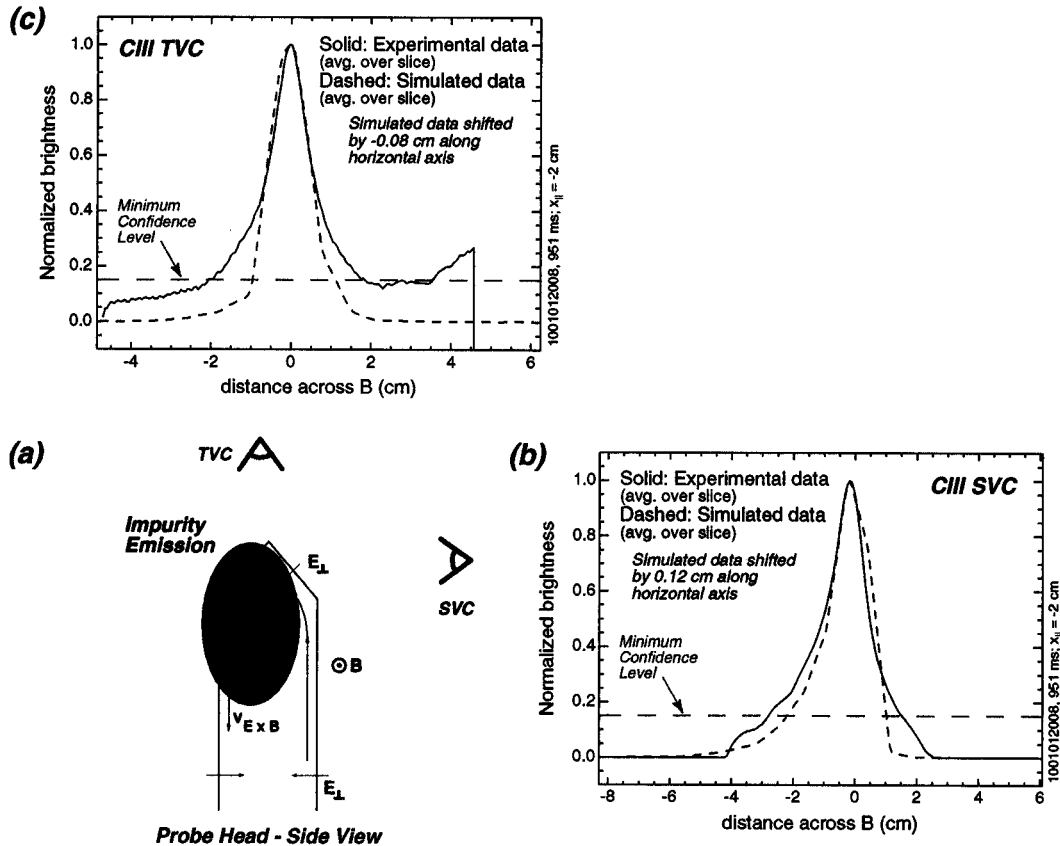 (c)
CIII TVC
Solid: Experimental data
(avg. over slice)
Dashed: Simulated data
(avg. over slice)
Simulated data shifted
by -0.08 cm along
horizontal axis
Minimum
Confidence
Level
Normalized brightness
1.0
0.8
0.6
0.4
0.2
0.0
-4
-2
0
2
4
6
distance across B (cm)
1001012008, 951 ms; x|| = -2 cm
(a)
TVC
Impurity
Emission
E⊥
SVC
B
V E x B
E⊥
Probe Head - Side View
(b)
CIII SVC
Solid: Experimental data
(avg. over slice)
Dashed: Simulated data
(avg. over slice)
Simulated data shifted
by 0.12 cm along
horizontal axis
Minimum
Confidence
Level
Normalized brightness
1.0
0.8
0.6
0.4
0.2
0.0
-8
-6
-4
-2
0
2
4
6
distance across B (cm)
1001012008, 951 ms; x|| = -2 cm